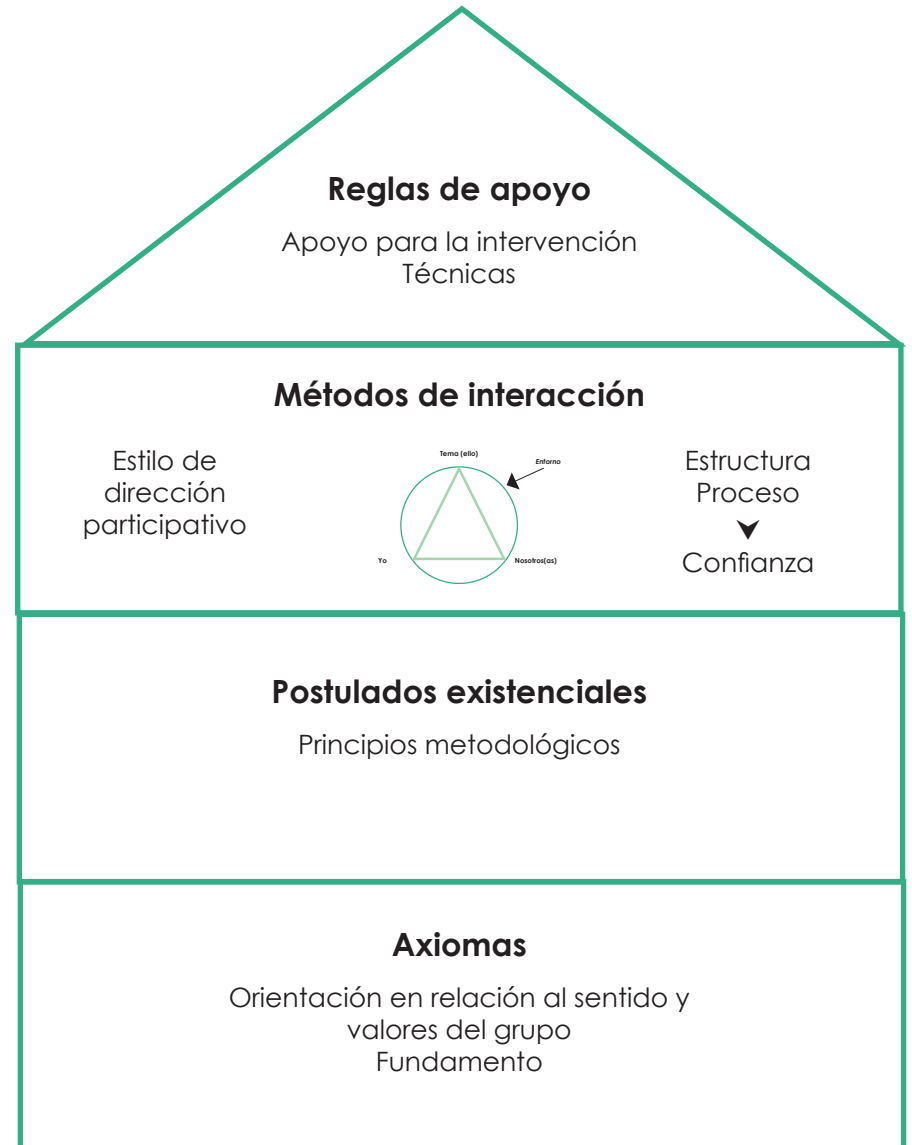 Reglas de apoyo
Apoyo para la intervención
Técnicas
Métodos de interacción
Estilo de
dirección
participativo
Tema (ello)
Entorno
Yo
Nosotros(as)
Estructura
Proceso
Confianza
Postulados existenciales
Principios metodológicos
Axiomas
Orientación en relación al sentido y
valores del grupo
Fundamento